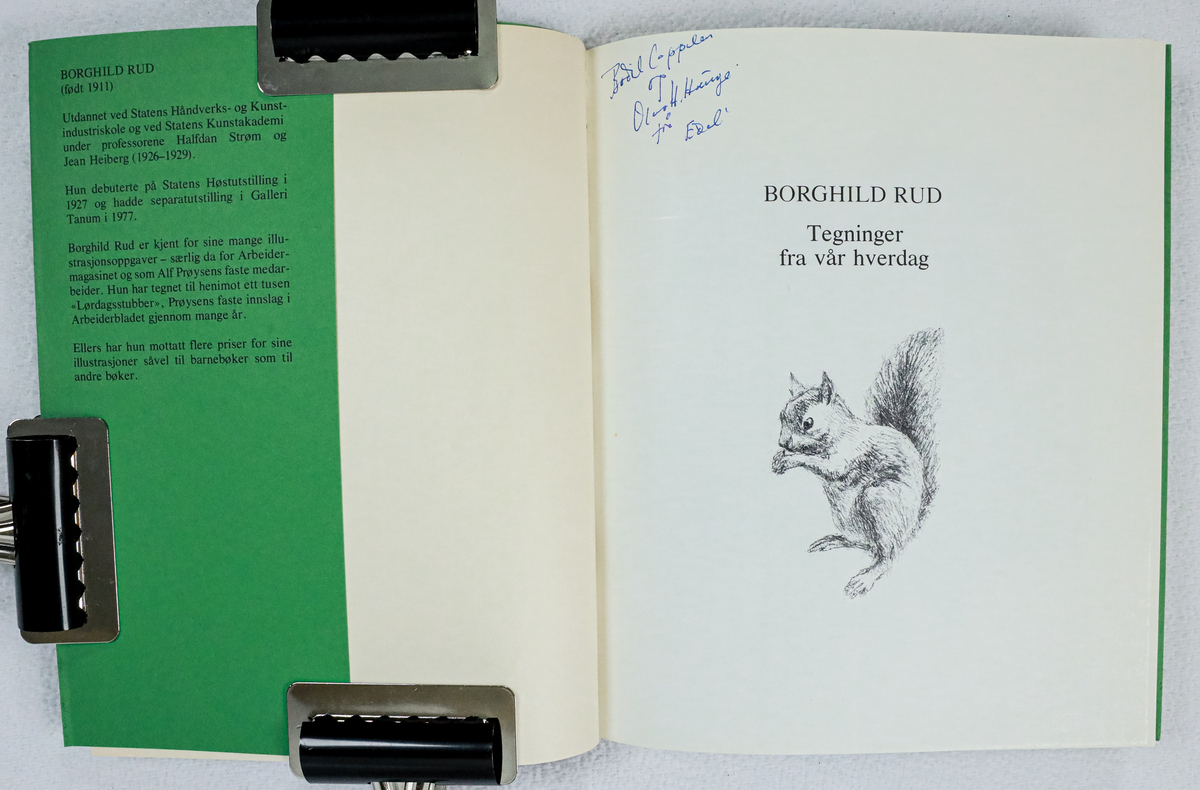 BORGHILD RUD
(født 1911)
Utdannet ved Statens Håndverks- og Kunst-
industriskole og ved Statens Kunstakademi
under professorene Halfdan Strøm og
Jean Heiberg (1926–1929).
Hun debuterte på Statens Høstutstilling i
1927 og hadde separatutstilling i Galleri
Tanum i 1977.
Borghild Rud er kjent for sine mange illu-
strasjonsoppgaver – særlig da for Arbeider-
magasinet og som Alf Prøysens faste medar-
beider. Hun har tegnet til henimot ett tusen
«Lørdagsstubber», Prøysens faste innslag i
Arbeiderbladet gjennom mange år.
Ellers har hun mottatt flere priser for sine
illustrasjoner såvel til barnebøker som til
andre bøker.
Bodil Cappelen
og
Olav H. Hauge
frå Edel
BORGHILD RUD
Tegninger
fra vår hverdag